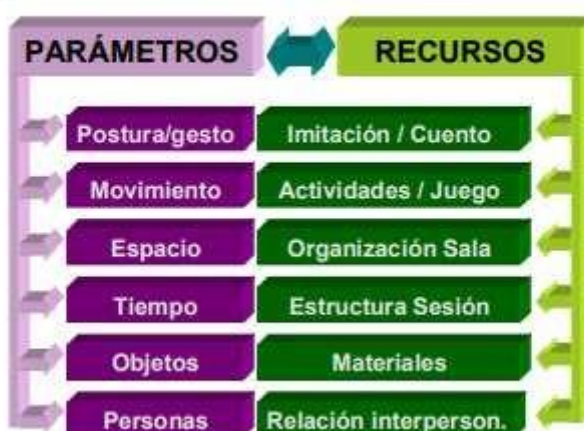 PARÁMETROS RECURSOS
Postura/gesto Imitación / Cuento
Movimiento Actividades / Juego
Espacio Organización Sala
Tiempo Estructura Sesión
Objetos Materiales
Personas Relación interperson.